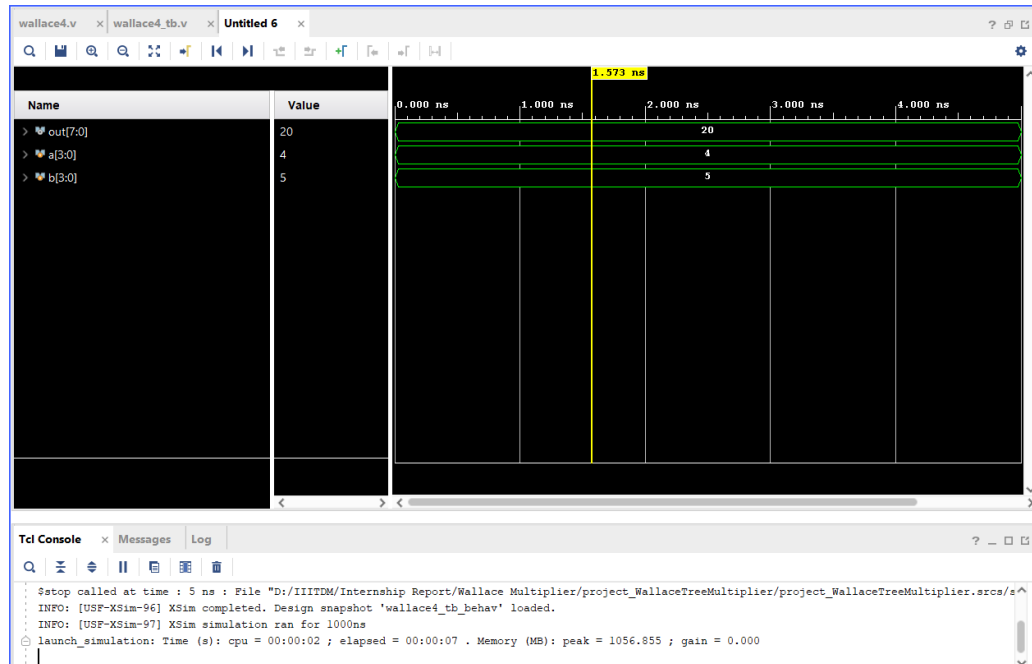 wallace4.v × wallace4_tb.v × Untitled 6 ×
?
1.573 ns
Name Value 0.000 ns 1.000 ns 2.000 ns 3.000 ns 4.000 ns
out[7:0] 20 20
a[3:0] 4 4
b[3:0] 5 5
Tcl Console × Messages Log
?
$stop called at time : 5 ns : File "D:/IIITDM/Internship Report/Wallace Multiplier/project_WallaceTreeMultiplier/project_WallaceTreeMultiplier.srcs/s
INFO: [USF-XSim-96] XSim completed. Design snapshot 'wallace4_tb_behav' loaded.
INFO: [USF-XSim-97] XSim simulation ran for 1000ns
launch_simulation: Time (s): cpu = 00:00:02 ; elapsed = 00:00:07 . Memory (MB): peak = 1056.855 ; gain = 0.000